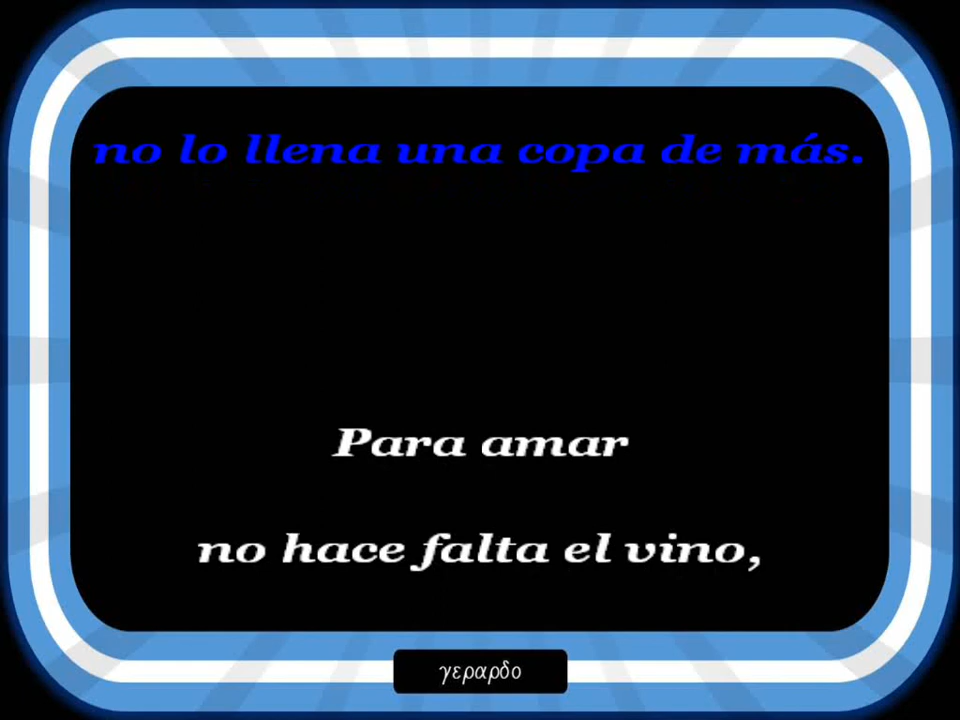 no lo llena una copa de más.
Para amar
no hace falta el vino,
γεραρδο